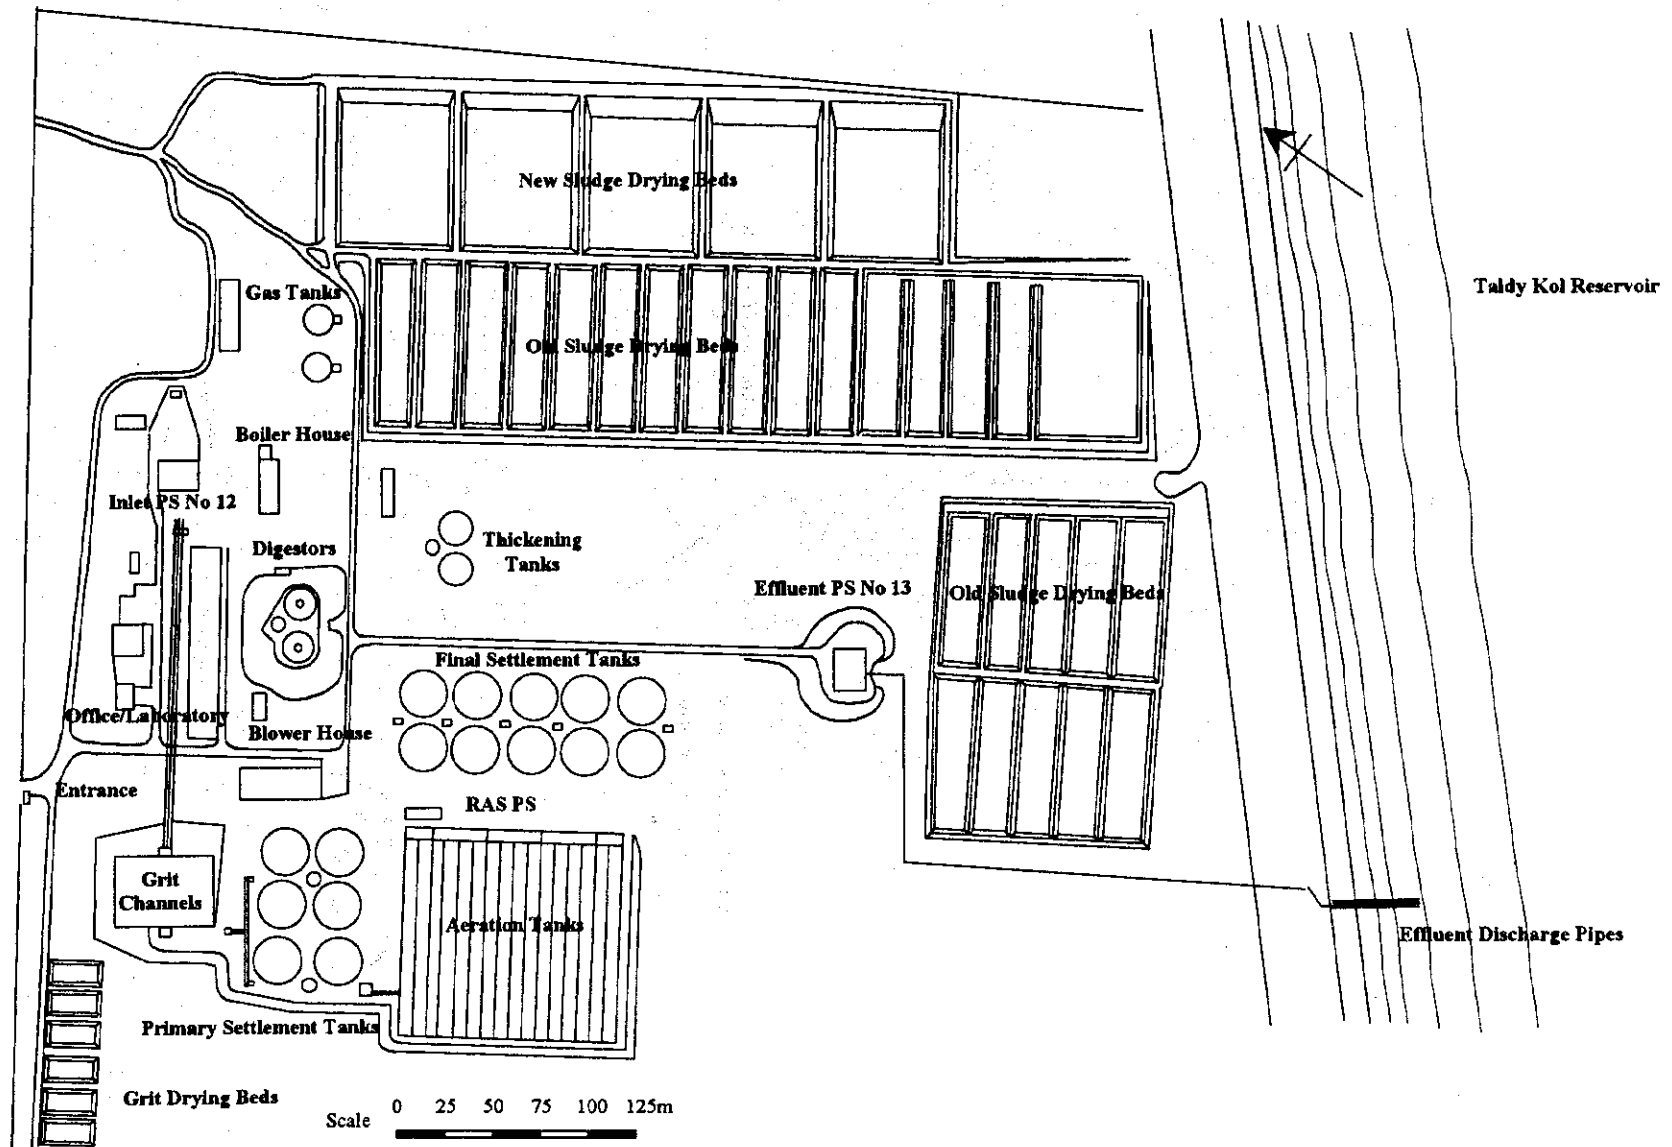 New Sludge Drying Beds
Taldy Kol Reservoir
Gas Tanks
Old Sludge Drying Beds
Boiler House
Inlet PS No 12
Digestors
Thickening
Tanks
Effluent PS No 13
Old Sludge Drying Beds
Final Settlement Tanks
Office/Laboratory
Blower House
Entrance
RAS PS
Grit
Channels
Aeration Tanks
Effluent Discharge Pipes
Primary Settlement Tanks
Grit Drying Beds
Scale 0 25 50 75 100 125m